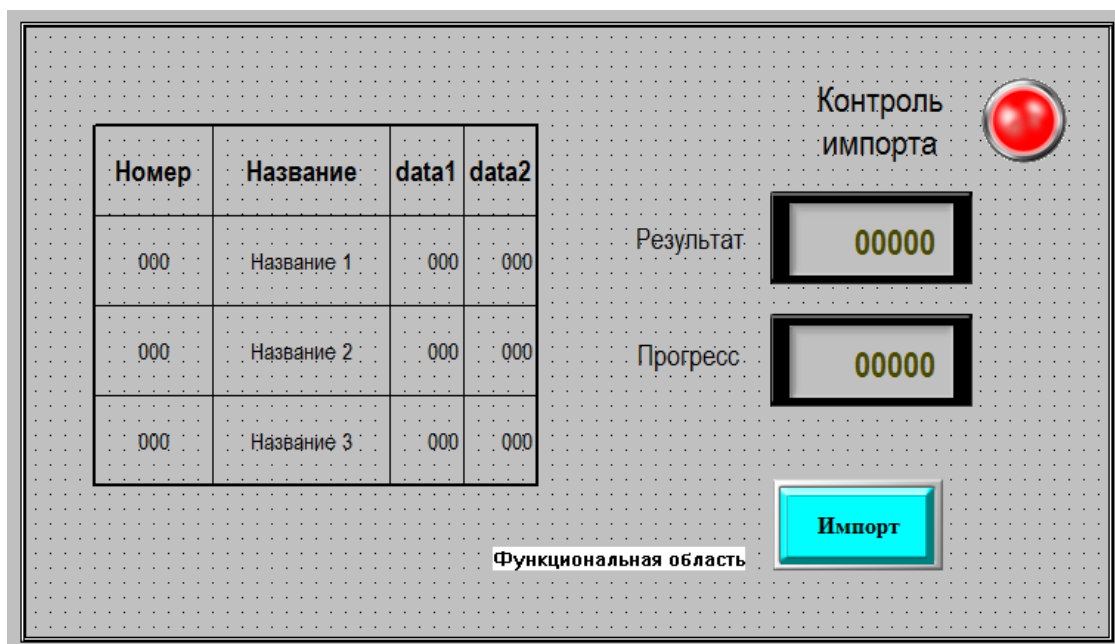 Контроль
импорта
Номер Название data1 data2
000 Название 1 000 000
000 Название 2 000 000
000 Название 3 000 000
Результат 00000
Прогресс 00000
Импорт
Функциональная область